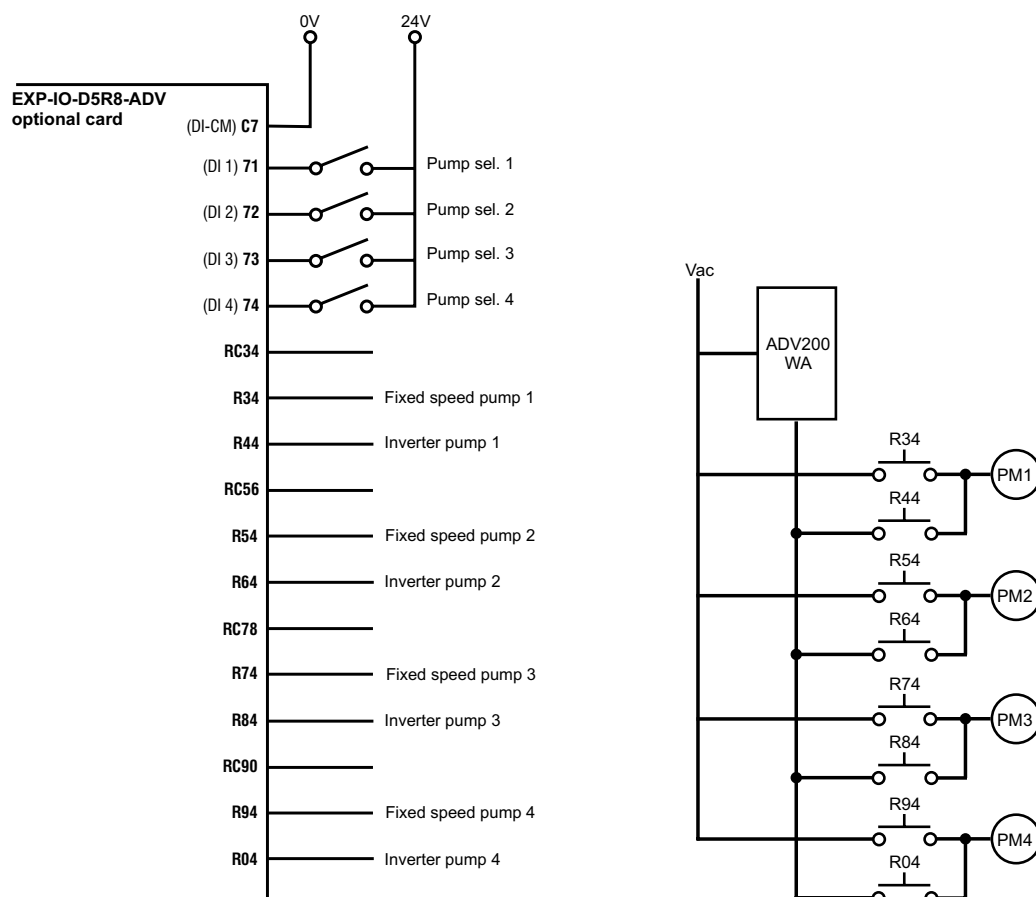 0V
24V
EXP-IO-D5R8-ADV
optional card
(DI-CM) C7
(DI 1) 71
Pump sel. 1
(DI 2) 72
Pump sel. 2
(DI 3) 73
Pump sel. 3
(DI 4) 74
Pump sel. 4
RC34
R34
Fixed speed pump 1
R44
Inverter pump 1
RC56
R54
Fixed speed pump 2
R64
Inverter pump 2
RC78
R74
Fixed speed pump 3
R84
Inverter pump 3
RC90
R94
Fixed speed pump 4
R04
Inverter pump 4
Vac
ADV200
WA
R34
PM1
R44
R54
PM2
R64
R74
PM3
R84
R94
PM4
R04